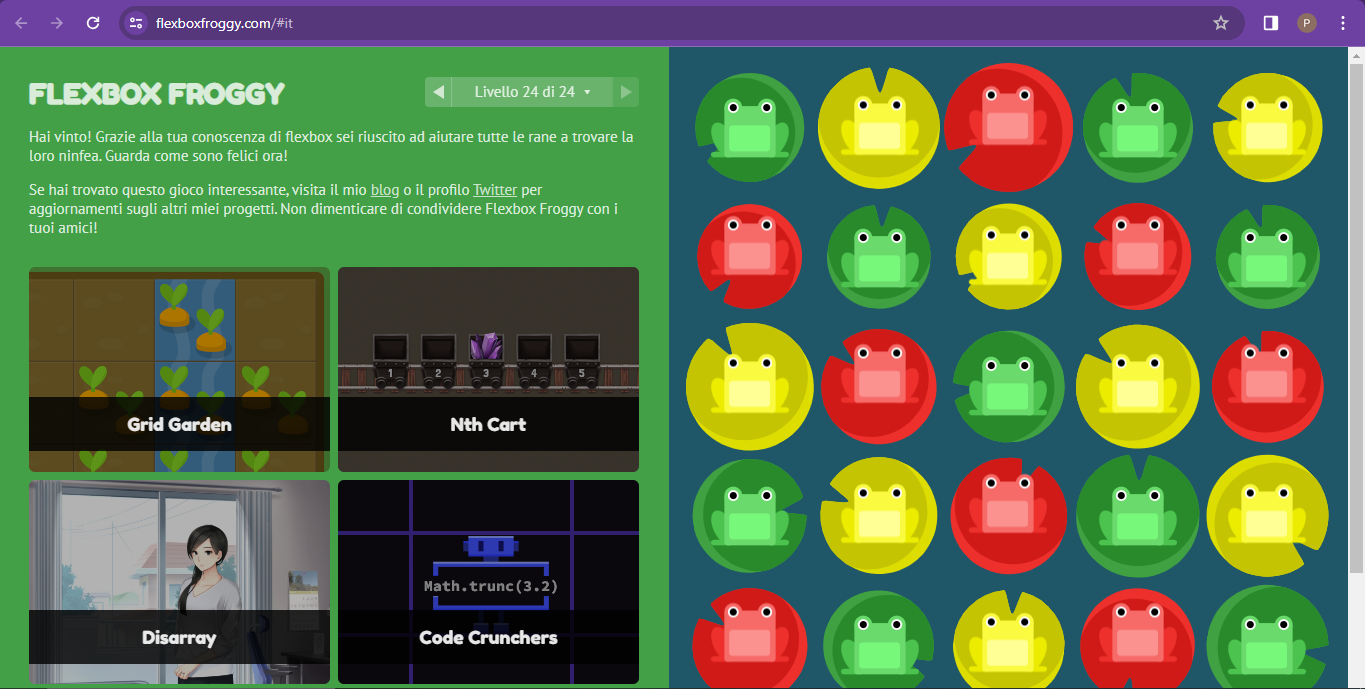 flexboxfroggy.com/#it
P
FLEXBOX FROGGY
Livello 24 di 24
Hai vinto! Grazie alla tua conoscenza di flexbox sei riuscito ad aiutare tutte le rane a trovare la
loro ninfea. Guarda come sono felici ora!
Se hai trovato questo gioco interessante, visita il mio blog o il profilo Twitter per
aggiornamenti sugli altri miei progetti. Non dimenticare di condividere Flexbox Froggy con i
tuoi amici!
1 2 3 4 5
Grid Garden
Nth Cart
Math.trunc(3.2)
Disarray
Code Crunchers